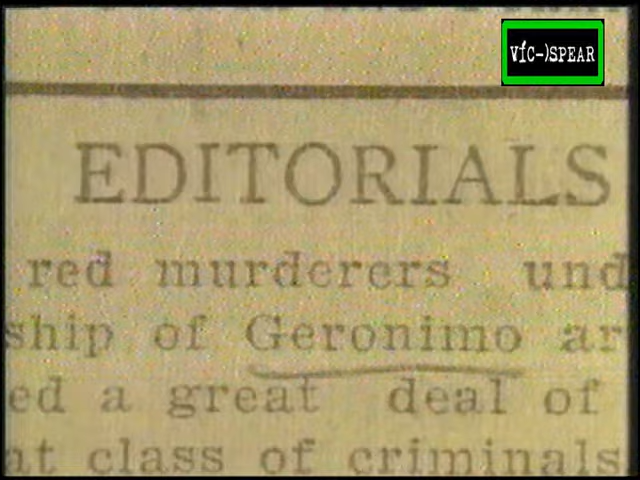 VIC-)SPEAR
EDITORIALS
red murderers und
ship of Geronimo ar
ed a great deal of
at class of criminals